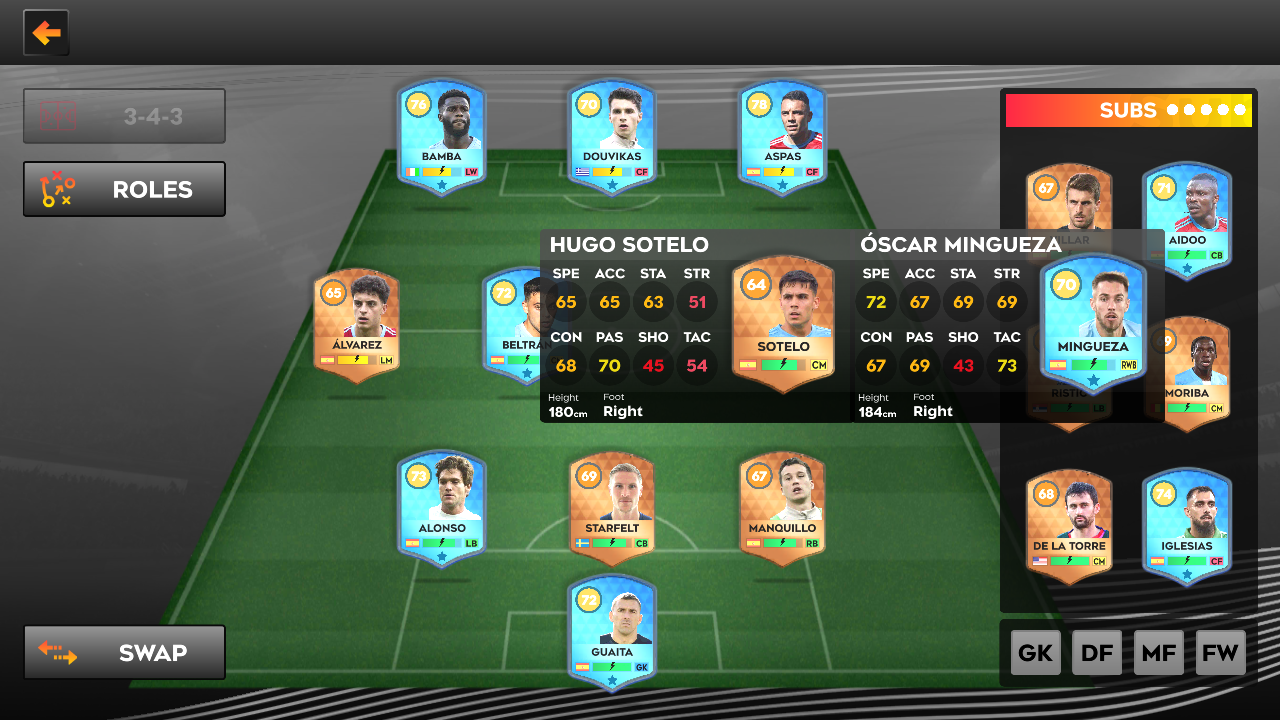 3-4-3
ROLES
76
BAMBA
LW
70
DOUVIKAS
CF
78
ASPAS
CF
SUBS
67
71
AIDOO
CB
65
ÁLVAREZ
LM
72
HUGO SOTELO
SPE ACC STA STR
65 65 63 51
CON PAS SHO TAC
68 70 45 54
Height Foot
180cm Right
64
SOTELO
CM
ÓSCAR MINGUEZA
SPE ACC STA STR
72 67 69 69
CON PAS SHO TAC
67 69 43 73
Height Foot
184cm Right
70
MINGUEZA
RWB
RISTIC
LB
MORIBA
CM
73
ALONSO
LB
69
STARFELT
CB
67
MANQUILLO
RB
68
DE LA TORRE
CM
74
IGLESIAS
CF
72
GUAITA
GK
SWAP
GK DF MF FW